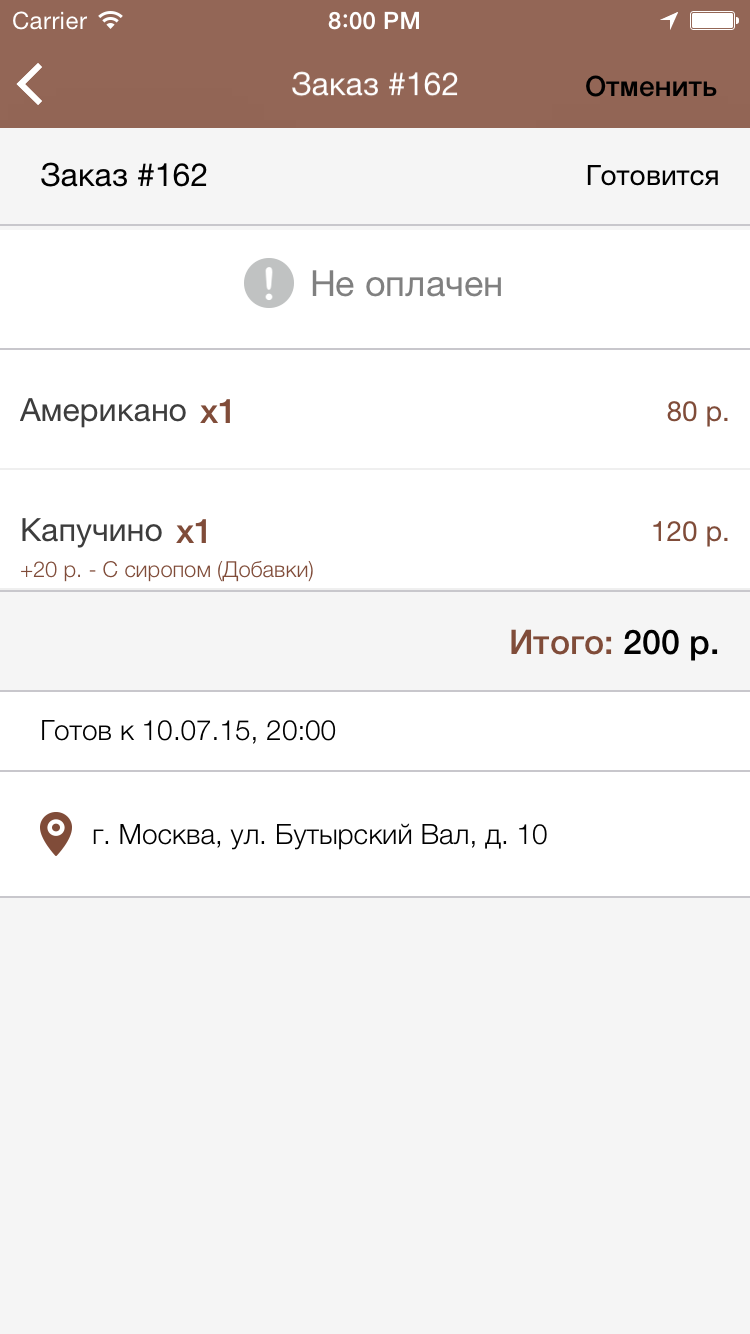 Carrier 8:00 PM
Заказ #162 Отменить
Заказ #162 Готовится
Не оплачен
Американо x1 80 р.
Капучино x1 120 р.
+20 р. - С сиропом (Добавки)
Итого: 200 р.
Готов к 10.07.15, 20:00
г. Москва, ул. Бутырский Вал, д. 10